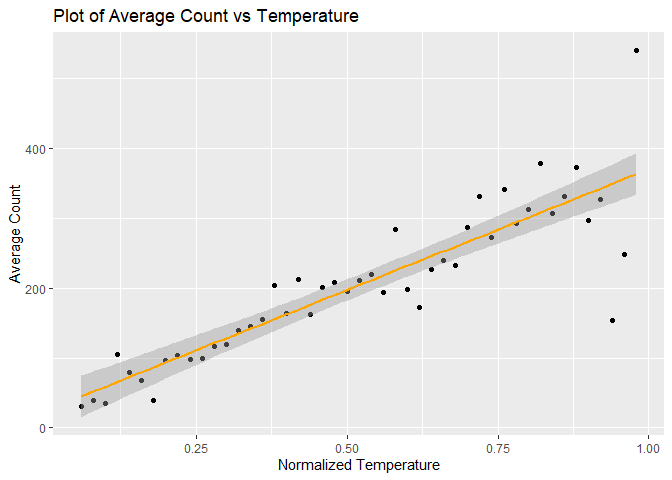 Plot of Average Count vs Temperature
Average Count
400
200
0
0.25 0.50 0.75 1.00
Normalized Temperature